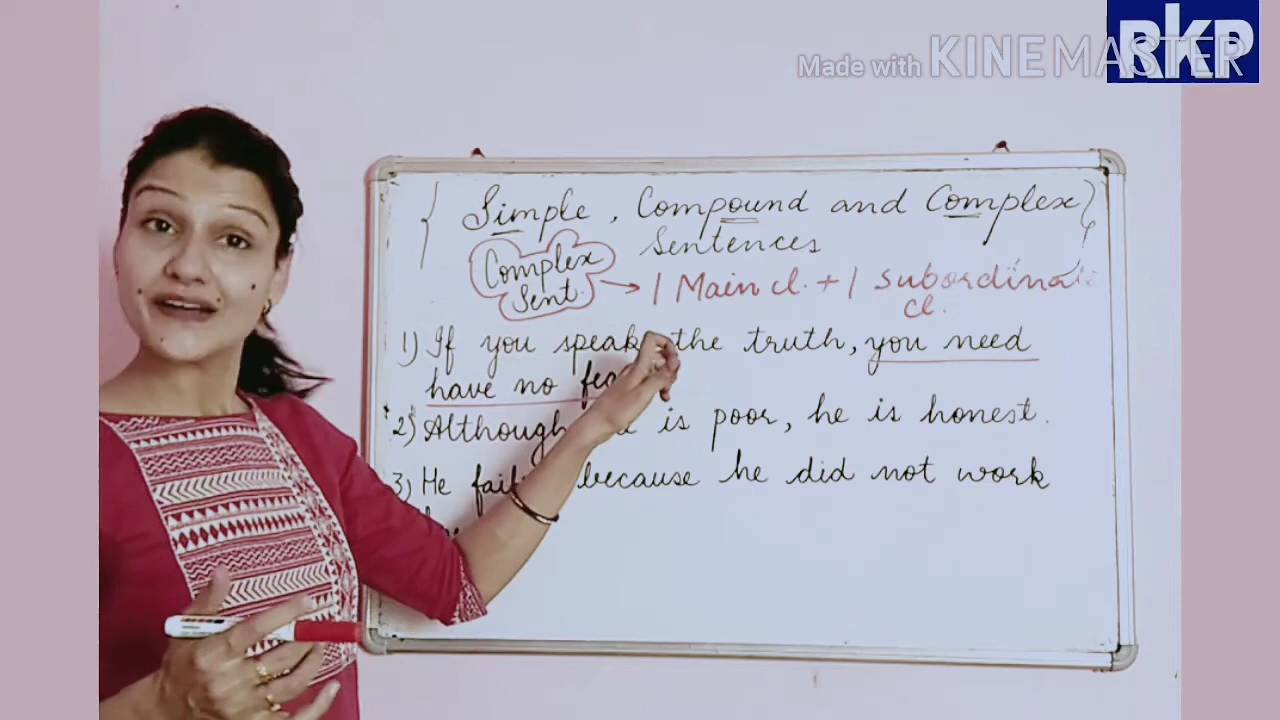 RKP
Made with KINEMASTER
{ Simple, Compound and Complex }
Sentences
Complex
Sent.
→ 1 Main cl. + 1 subordinate
cl.
1) If you speak the truth, you need
have no
2) Although is poor, he is honest.
3) He because he did not work